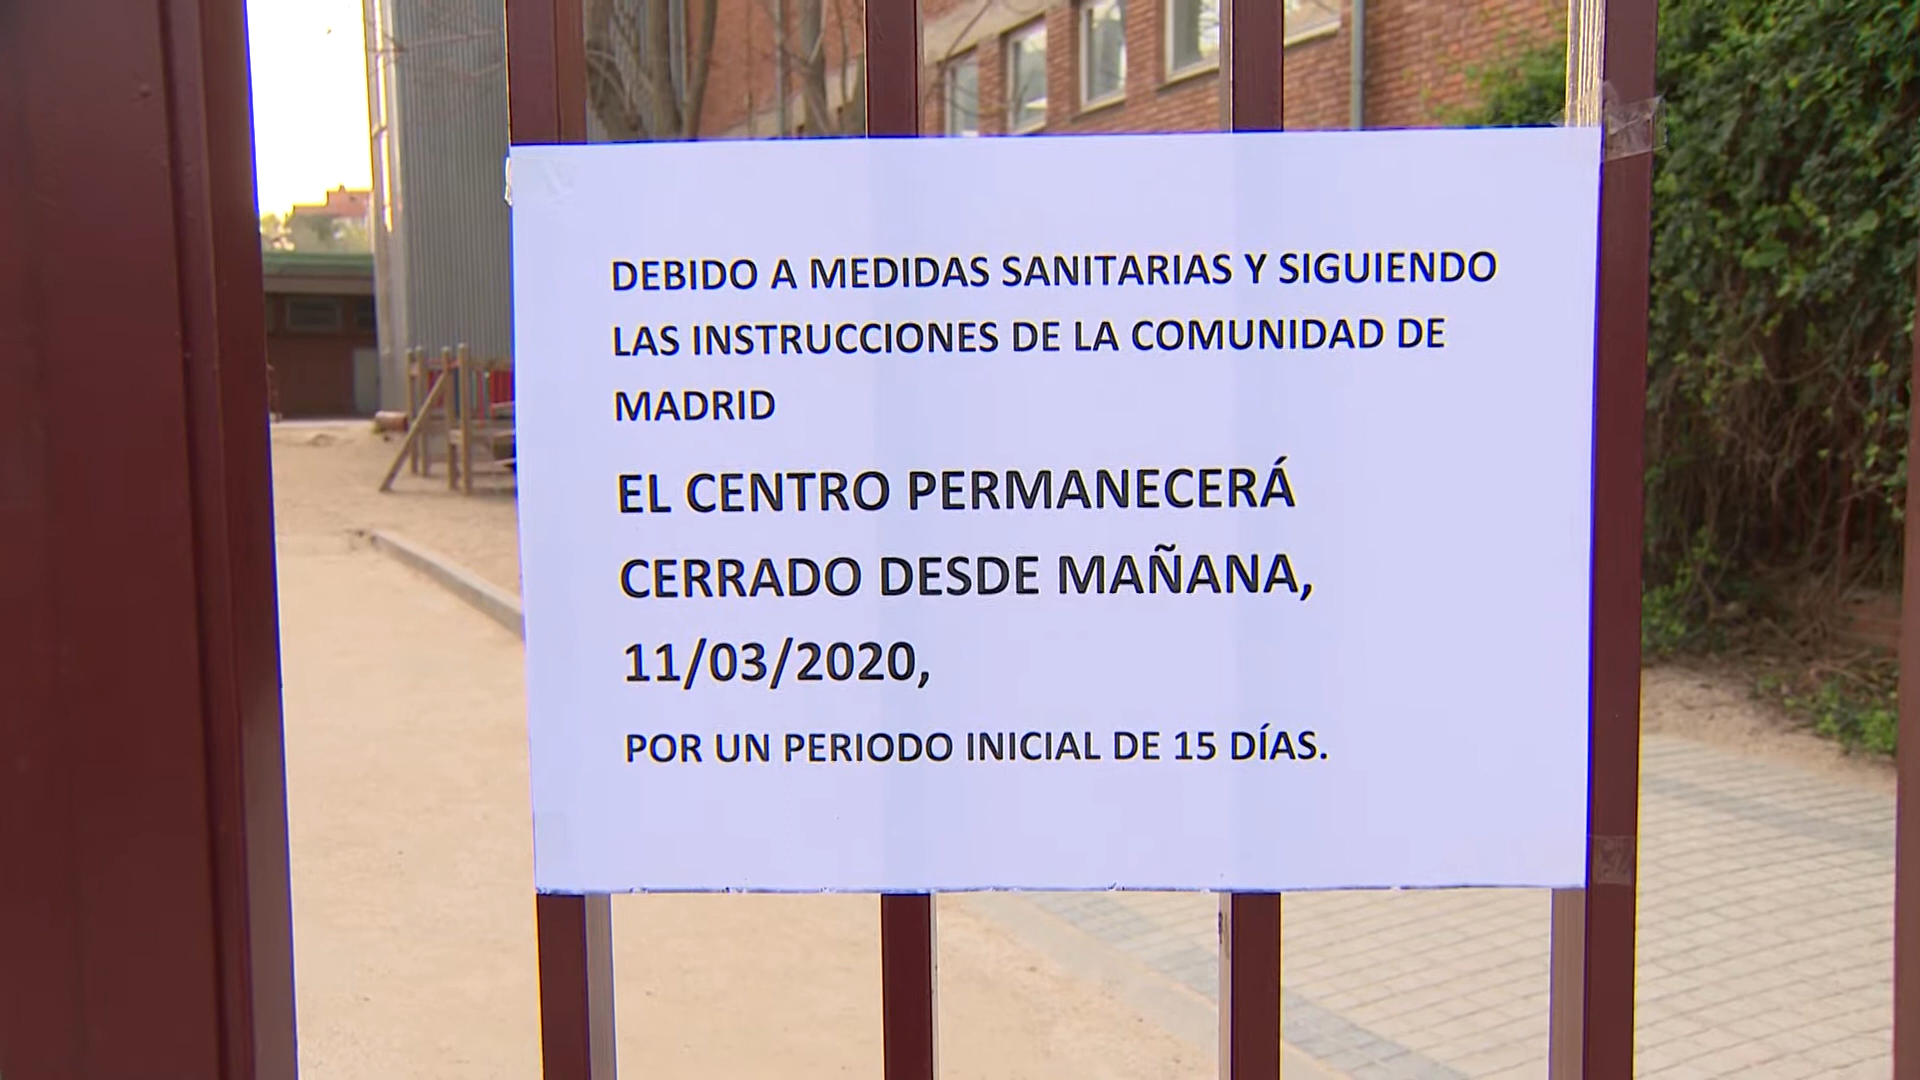 DEBIDO A MEDIDAS SANITARIAS Y SIGUIENDO
LAS INSTRUCCIONES DE LA COMUNIDAD DE
MADRID
EL CENTRO PERMANECERÁ
CERRADO DESDE MAÑANA,
11/03/2020,
POR UN PERIODO INICIAL DE 15 DÍAS.